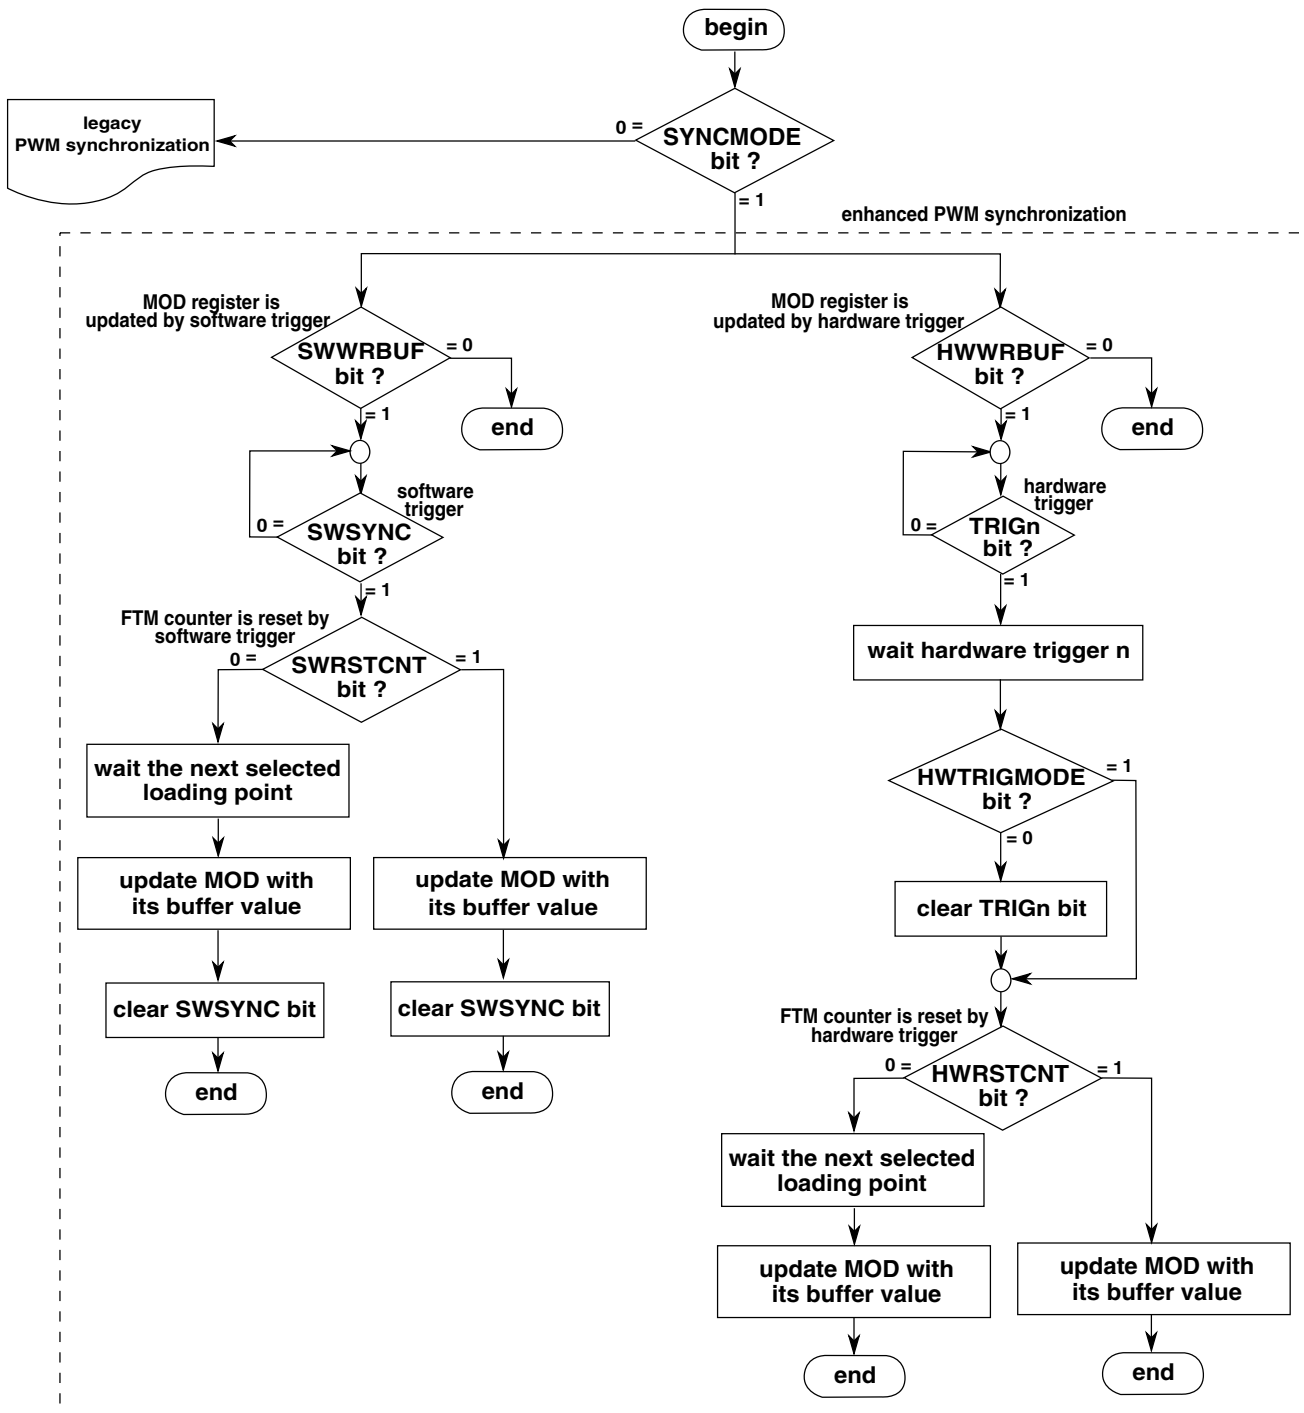 begin
legacy
PWM synchronization
0 =
SYNCMODE
bit ?
= 1
enhanced PWM synchronization
MOD register is
updated by software trigger
SWWRBUF
bit ?
= 0
= 1
end
software
trigger
0 =
SWSYNC
bit ?
= 1
FTM counter is reset by
software trigger
0 =
SWRSTCNT
bit ?
= 1
wait the next selected
loading point
update MOD with
its buffer value
clear SWSYNC bit
end
update MOD with
its buffer value
clear SWSYNC bit
end
MOD register is
updated by hardware trigger
HWWRBUF
bit ?
= 0
= 1
end
hardware
trigger
0 =
TRIGn
bit ?
= 1
wait hardware trigger n
HWTRIGMODE
bit ?
= 1
= 0
clear TRIGn bit
FTM counter is reset by
hardware trigger
0 =
HWRSTCNT
bit ?
= 1
wait the next selected
loading point
update MOD with
its buffer value
end
update MOD with
its buffer value
end